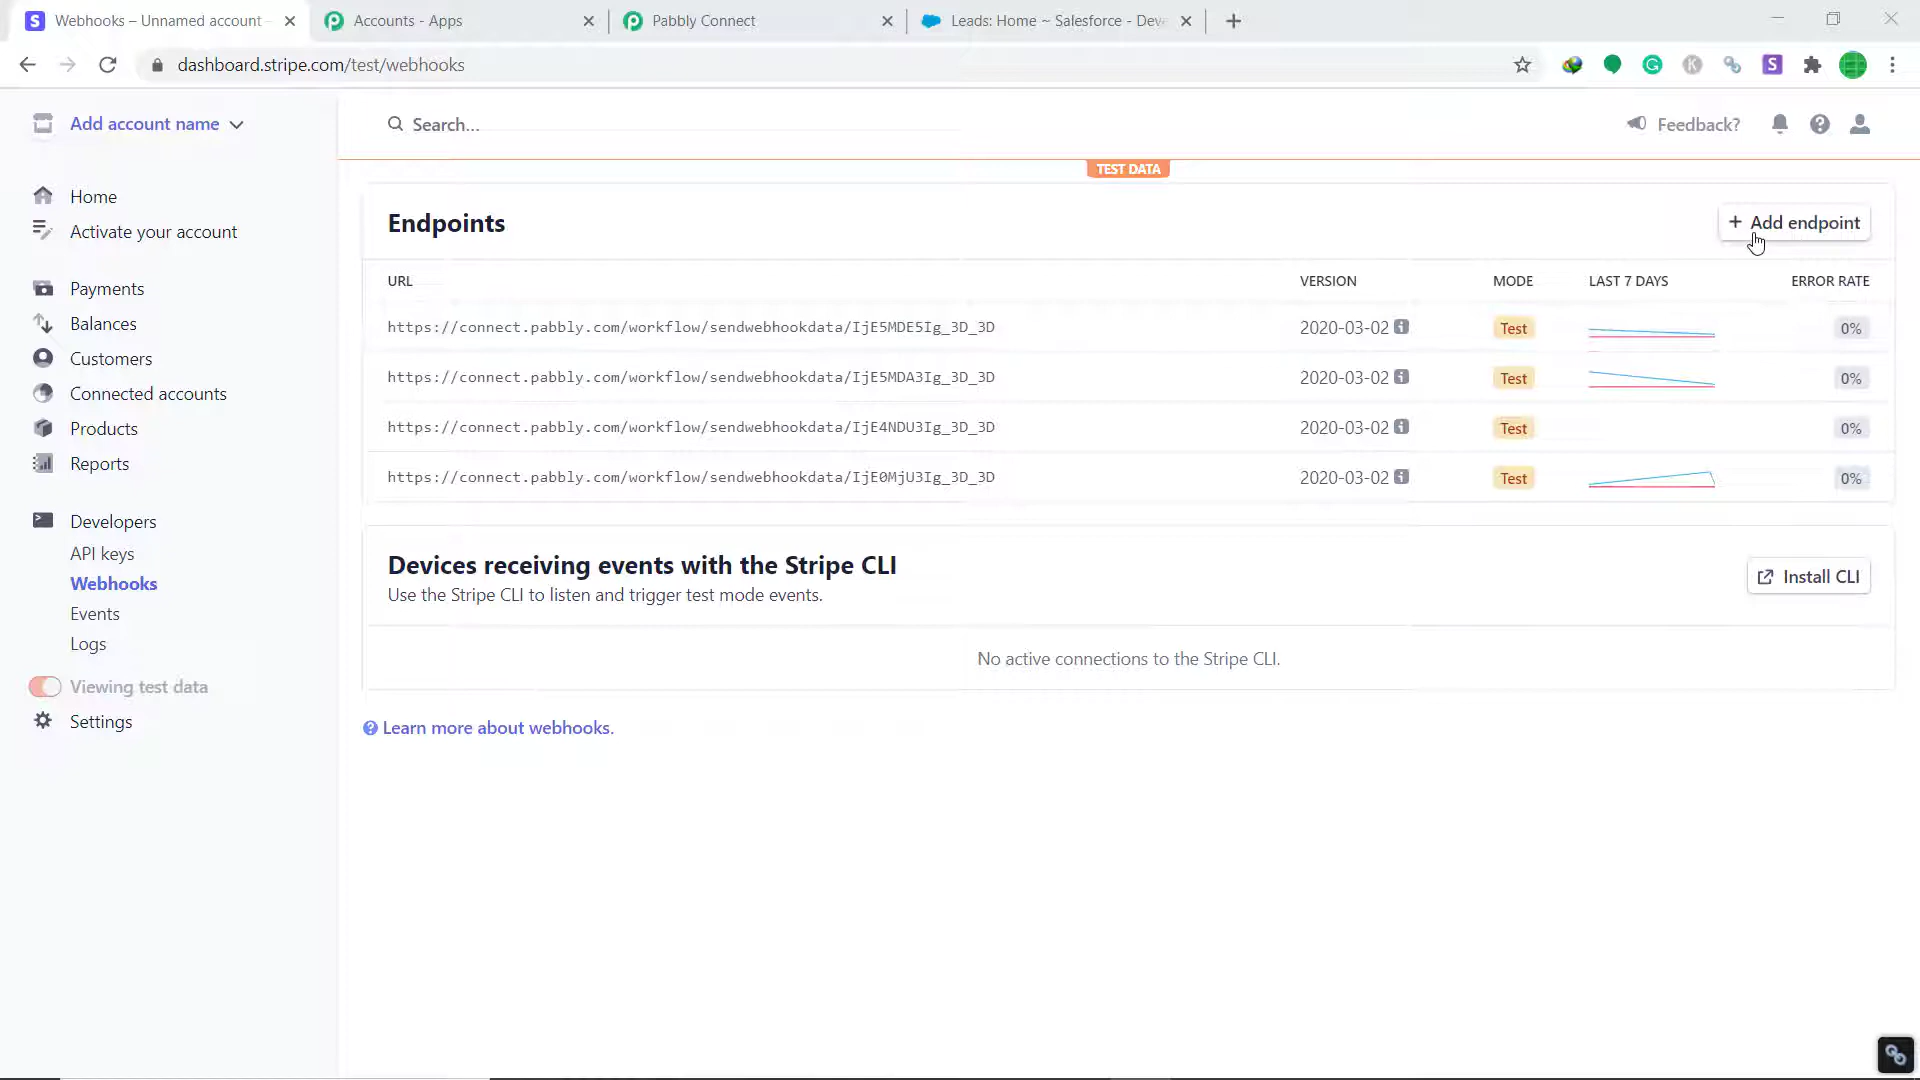 Webhooks – Unnamed account -
Accounts - Apps
Pabbly Connect
Leads: Home ~ Salesforce - Deve
dashboard.stripe.com/test/webhooks
Add account name
Search...
Feedback?
TEST DATA
Home
Activate your account
Payments
Balances
Customers
Connected accounts
Products
Reports
Developers
API keys
Webhooks
Events
Logs
Viewing test data
Settings
Endpoints
+ Add endpoint
URL VERSION MODE LAST 7 DAYS ERROR RATE
https://connect.pabbly.com/workflow/sendwebhookdata/IjE5MDE5Ig_3D_3D 2020-03-02 Test 0%
https://connect.pabbly.com/workflow/sendwebhookdata/IjE5MDA3Ig_3D_3D 2020-03-02 Test 0%
https://connect.pabbly.com/workflow/sendwebhookdata/IjE4NDU3Ig_3D_3D 2020-03-02 Test 0%
https://connect.pabbly.com/workflow/sendwebhookdata/IjE0MjU3Ig_3D_3D 2020-03-02 Test 0%
Devices receiving events with the Stripe CLI
Install CLI
Use the Stripe CLI to listen and trigger test mode events.
No active connections to the Stripe CLI.
Learn more about webhooks.